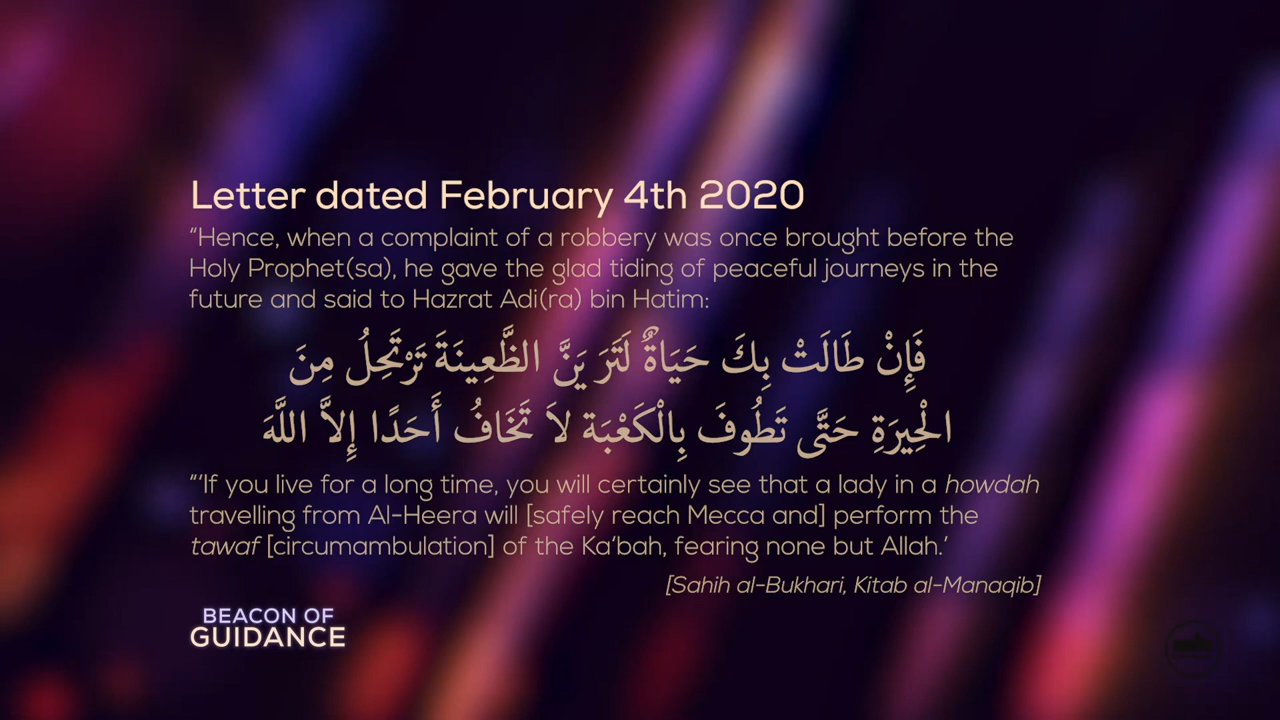 Letter dated February 4th 2020
“Hence, when a complaint of a robbery was once brought before the
Holy Prophet(sa), he gave the glad tiding of peaceful journeys in the
future and said to Hazrat Adi(ra) bin Hatim:
فَإِنْ طَالَتْ بِكَ حَيَاةٌ لَتَرَ يَنَّ الظَّعِينَةَ تَرْتَحِلُ مِنَ
الْحِيرَةِ حَتَّى تَطُوفَ بِالْكَعْبَة لاَ تَخَافُ أَحَدًا إِلاَّ اللَّهَ
“‘If you live for a long time, you will certainly see that a lady in a howdah
travelling from Al-Heera will [safely reach Mecca and] perform the
tawaf [circumambulation] of the Ka’bah, fearing none but Allah.’
[Sahih al-Bukhari, Kitab al-Manaqib]
BEACON OF
GUIDANCE